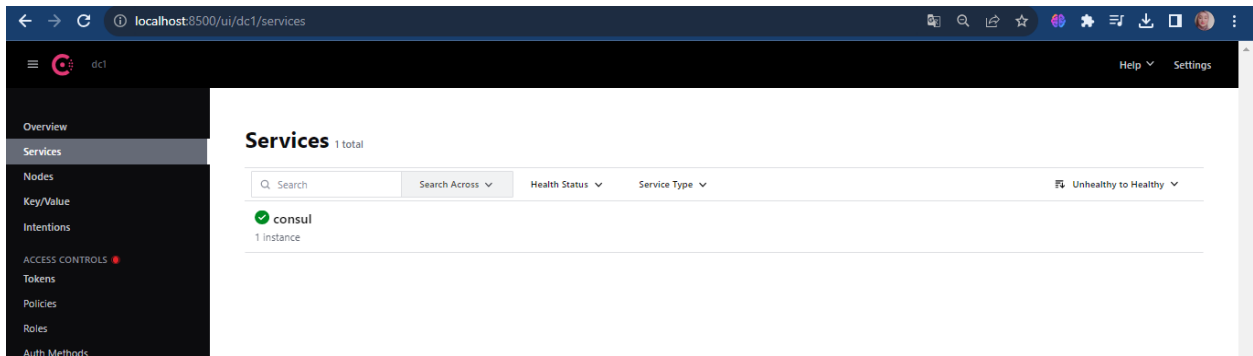 localhost:8500/ui/dc1/services
dc1
Help
Settings
Overview
Services
Nodes
Key/Value
Intentions
ACCESS CONTROLS
Tokens
Policies
Roles
Auth Methods
Services 1 total
Search
Search Across
Health Status
Service Type
Unhealthy to Healthy
consul
1 instance